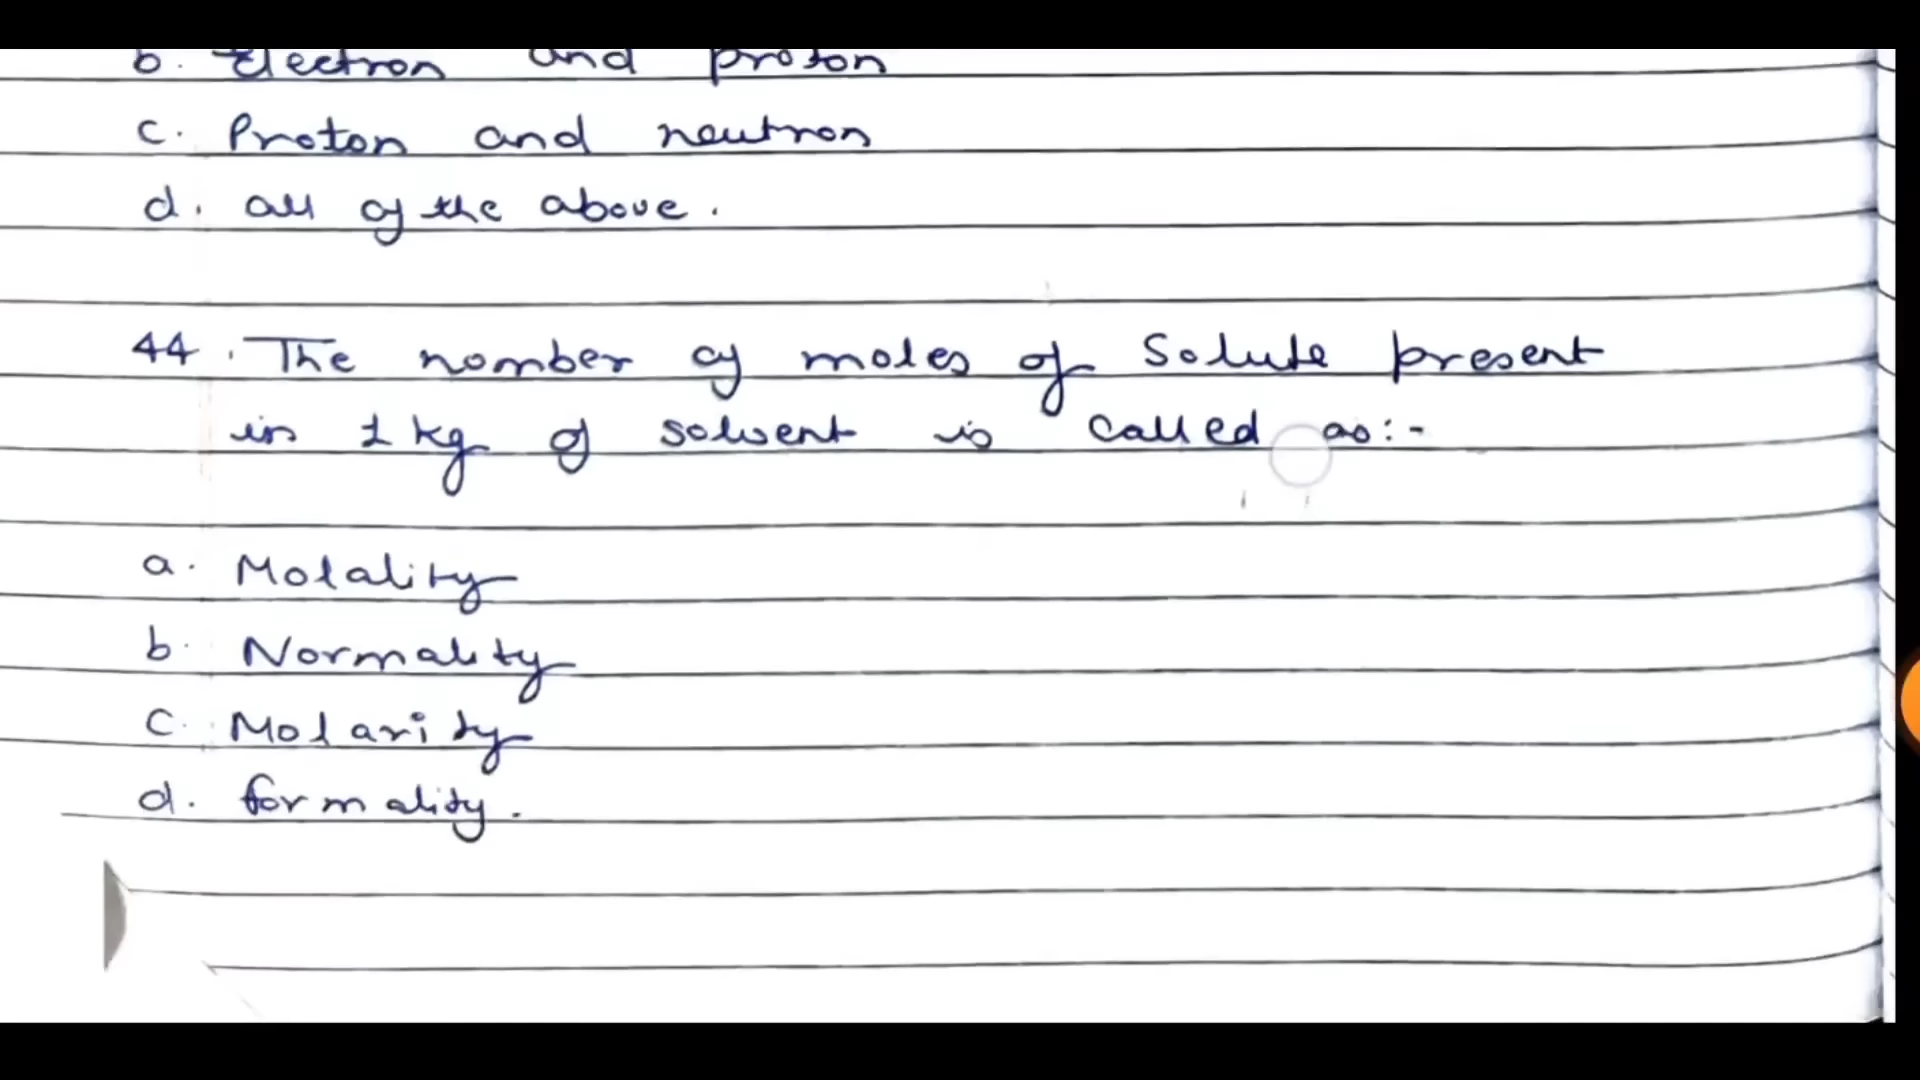 b. Electron and proton
c. Proton and neutron
d. all of the above.
44. The nomber of moles of Solute present
in 1 kg of solvent is called as:-
a. Molality
b. Normality
c. Molarity
d. formality.